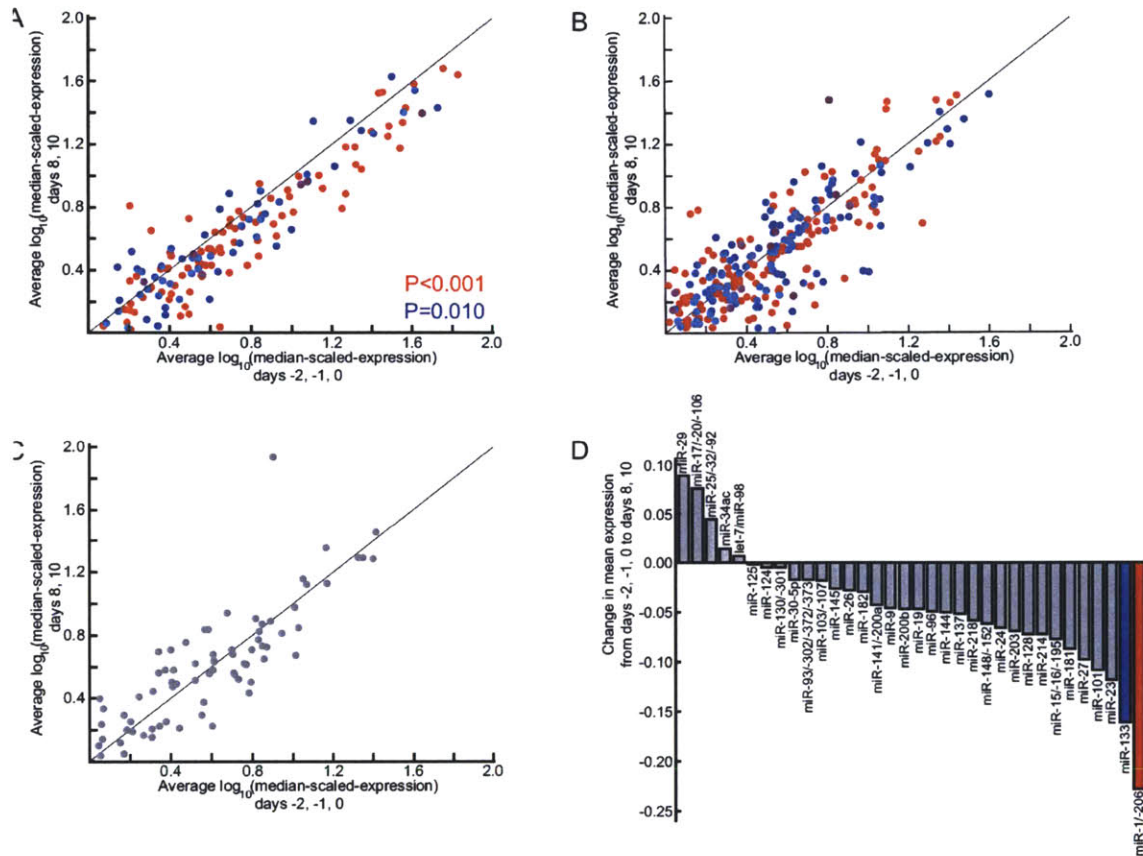 A
2.0
1.6
1.2
0.8
0.4
Average log10(median-scaled-expression)
days 8, 10
P<0.001
P=0.010
0.4 0.8 1.2 1.6 2.0
Average log10(median-scaled-expression)
days -2, -1, 0
B
2.0
1.6
1.2
0.8
0.4
Average log10(median-scaled-expression)
days 8, 10
0.4 0.8 1.2 1.6 2.0
Average log10(median-scaled-expression)
days -2, -1, 0
2.0
1.6
1.2
0.8
0.4
Average log10(median-scaled-expression)
days 8, 10
0.4 0.8 1.2 1.6 2.0
Average log10(median-scaled-expression)
days -2, -1, 0
D
0.10
0.05
0.00
-0.05
-0.10
-0.15
-0.20
-0.25
Change in mean expression
from days -2, -1, 0 to days 8, 10
miR-29
miR-17/-20/-106
miR-25/-32/-92
miR-34ac
let-7/miR-98
miR-125
miR-124
miR-130/-301
miR-30-5p
miR-93/-302/-372/-373
miR-103/-107
miR-145
miR-26
miR-182
miR-141/-200a
miR-9
miR-200b
miR-19
miR-96
miR-144
miR-137
miR-218
miR-148/-152
miR-24
miR-203
miR-128
miR-214
miR-15/-16/-195
miR-181
miR-27
miR-101
miR-23
miR-133
miR-1/-206